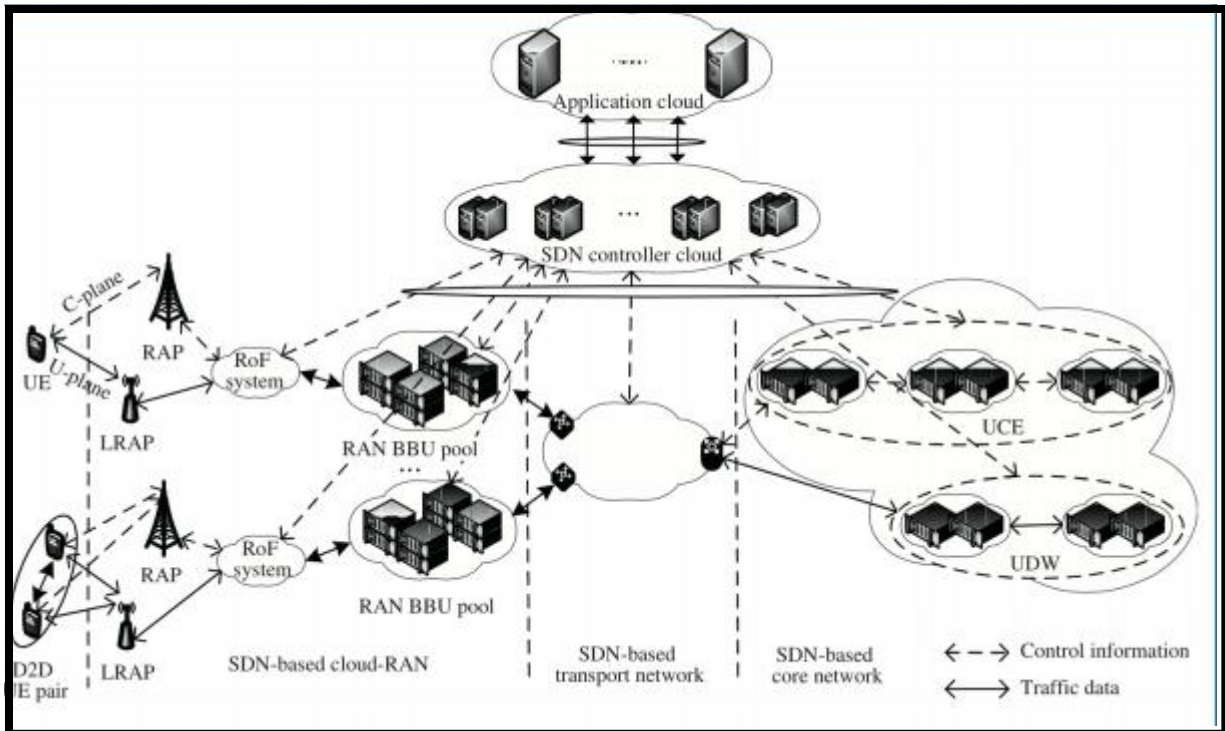 Application cloud
SDN controller cloud
C-plane
U-plane
UE
RAP
LRAP
RoF
system
RAN BBU pool
...
UCE
RAP
LRAP
RoF
system
RAN BBU pool
UDW
D2D
UE pair
SDN-based cloud-RAN
SDN-based
transport network
SDN-based
core network
Control information
Traffic data